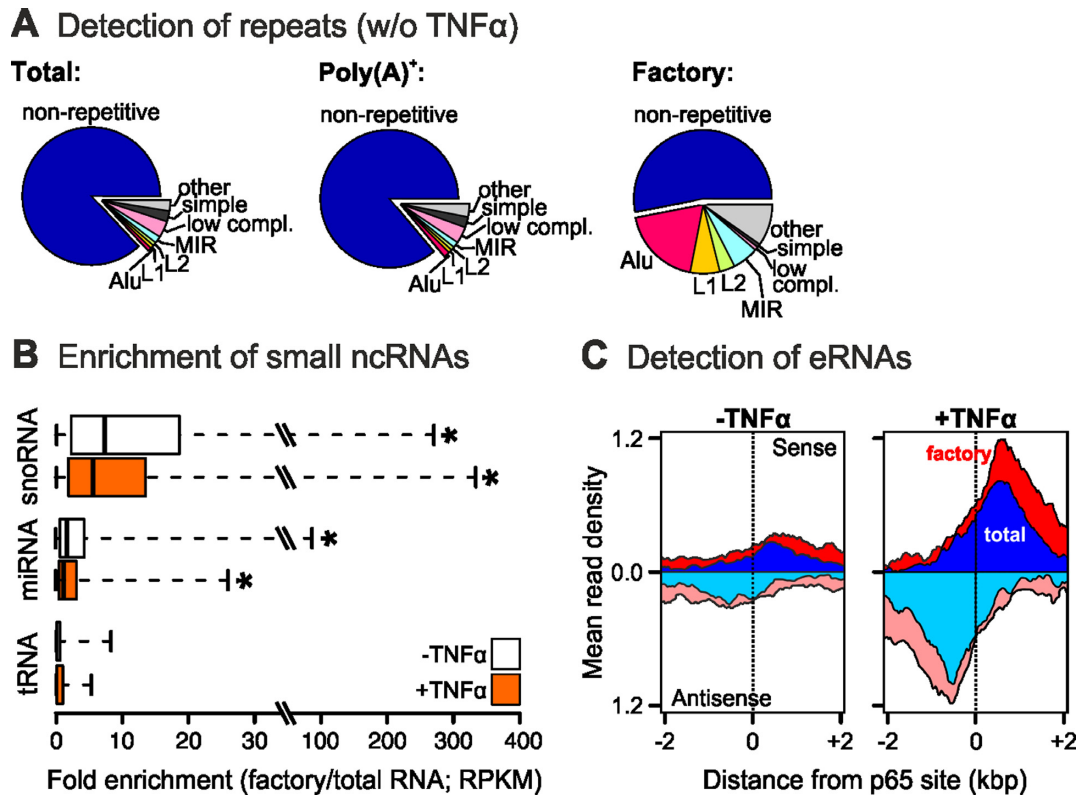 A Detection of repeats (w/o TNFα)
Total:
non-repetitive
other
simple
low compl.
MIR
L2
L1
Alu
Poly(A)+:
non-repetitive
other
simple
low compl.
MIR
L2
L1
Alu
Factory:
non-repetitive
other
simple
low
compl.
MIR
L2
L1
Alu
B Enrichment of small ncRNAs
snoRNA
*
*
miRNA
*
*
tRNA
-TNFα
+TNFα
0 10 20 30 100 200 300 400
Fold enrichment (factory/total RNA; RPKM)
C Detection of eRNAs
-TNFα
+TNFα
Mean read density
1.2
0.0
1.2
Sense
Antisense
factory
total
-2 0 +2
-2 0 +2
Distance from p65 site (kbp)